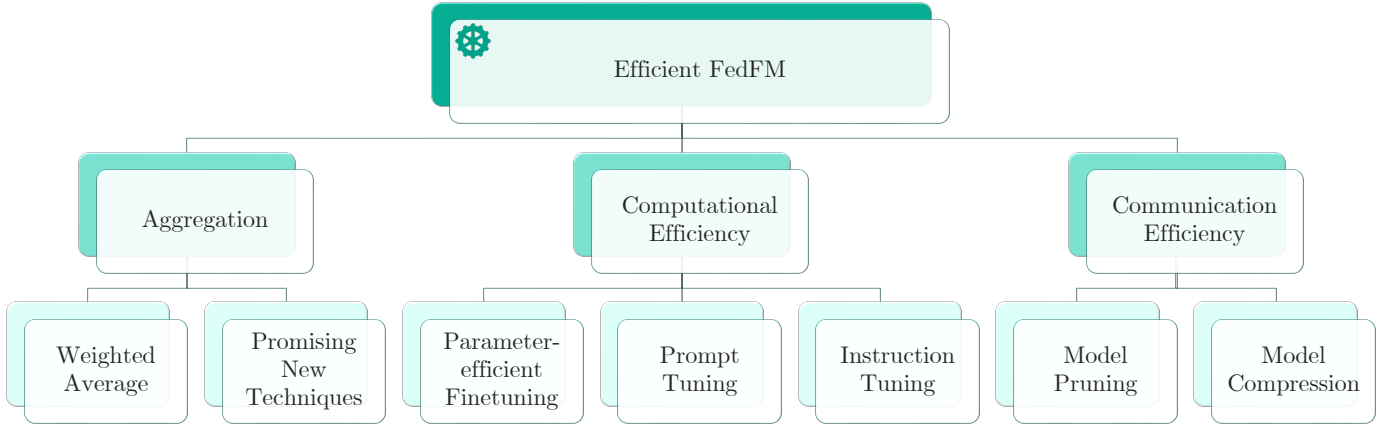 Efficient FedFM
Aggregation
Computational
Efficiency
Communication
Efficiency
Weighted
Average
Promising
New
Techniques
Parameter-
efficient
Finetuning
Prompt
Tuning
Instruction
Tuning
Model
Pruning
Model
Compression